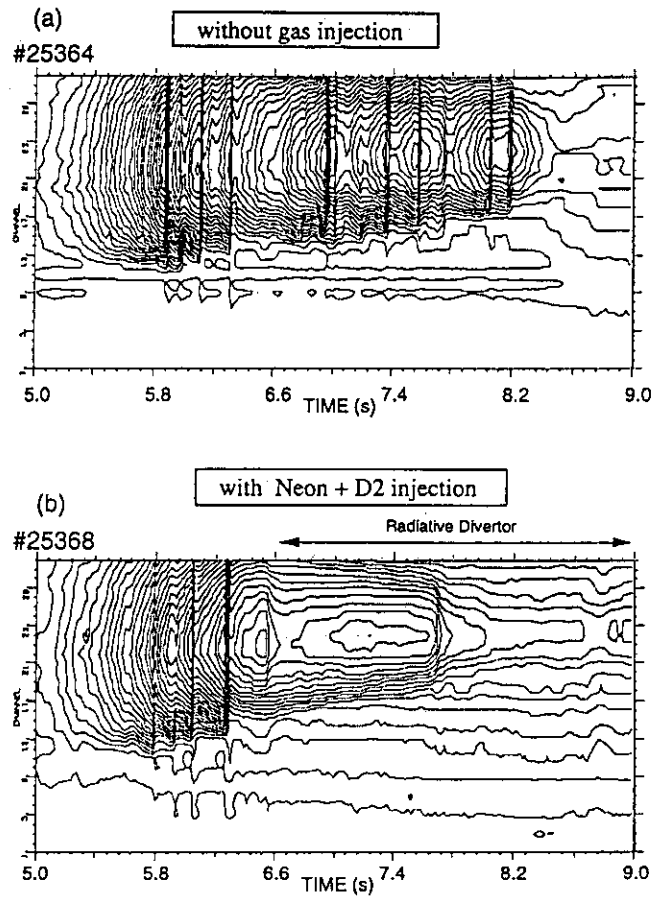 (a)
without gas injection
#25364
5.0 5.8 6.6 7.4 8.2 9.0
TIME (s)
(b)
with Neon + D2 injection
Radiative Divertor
#25368
5.0 5.8 6.6 7.4 8.2 9.0
TIME (s)